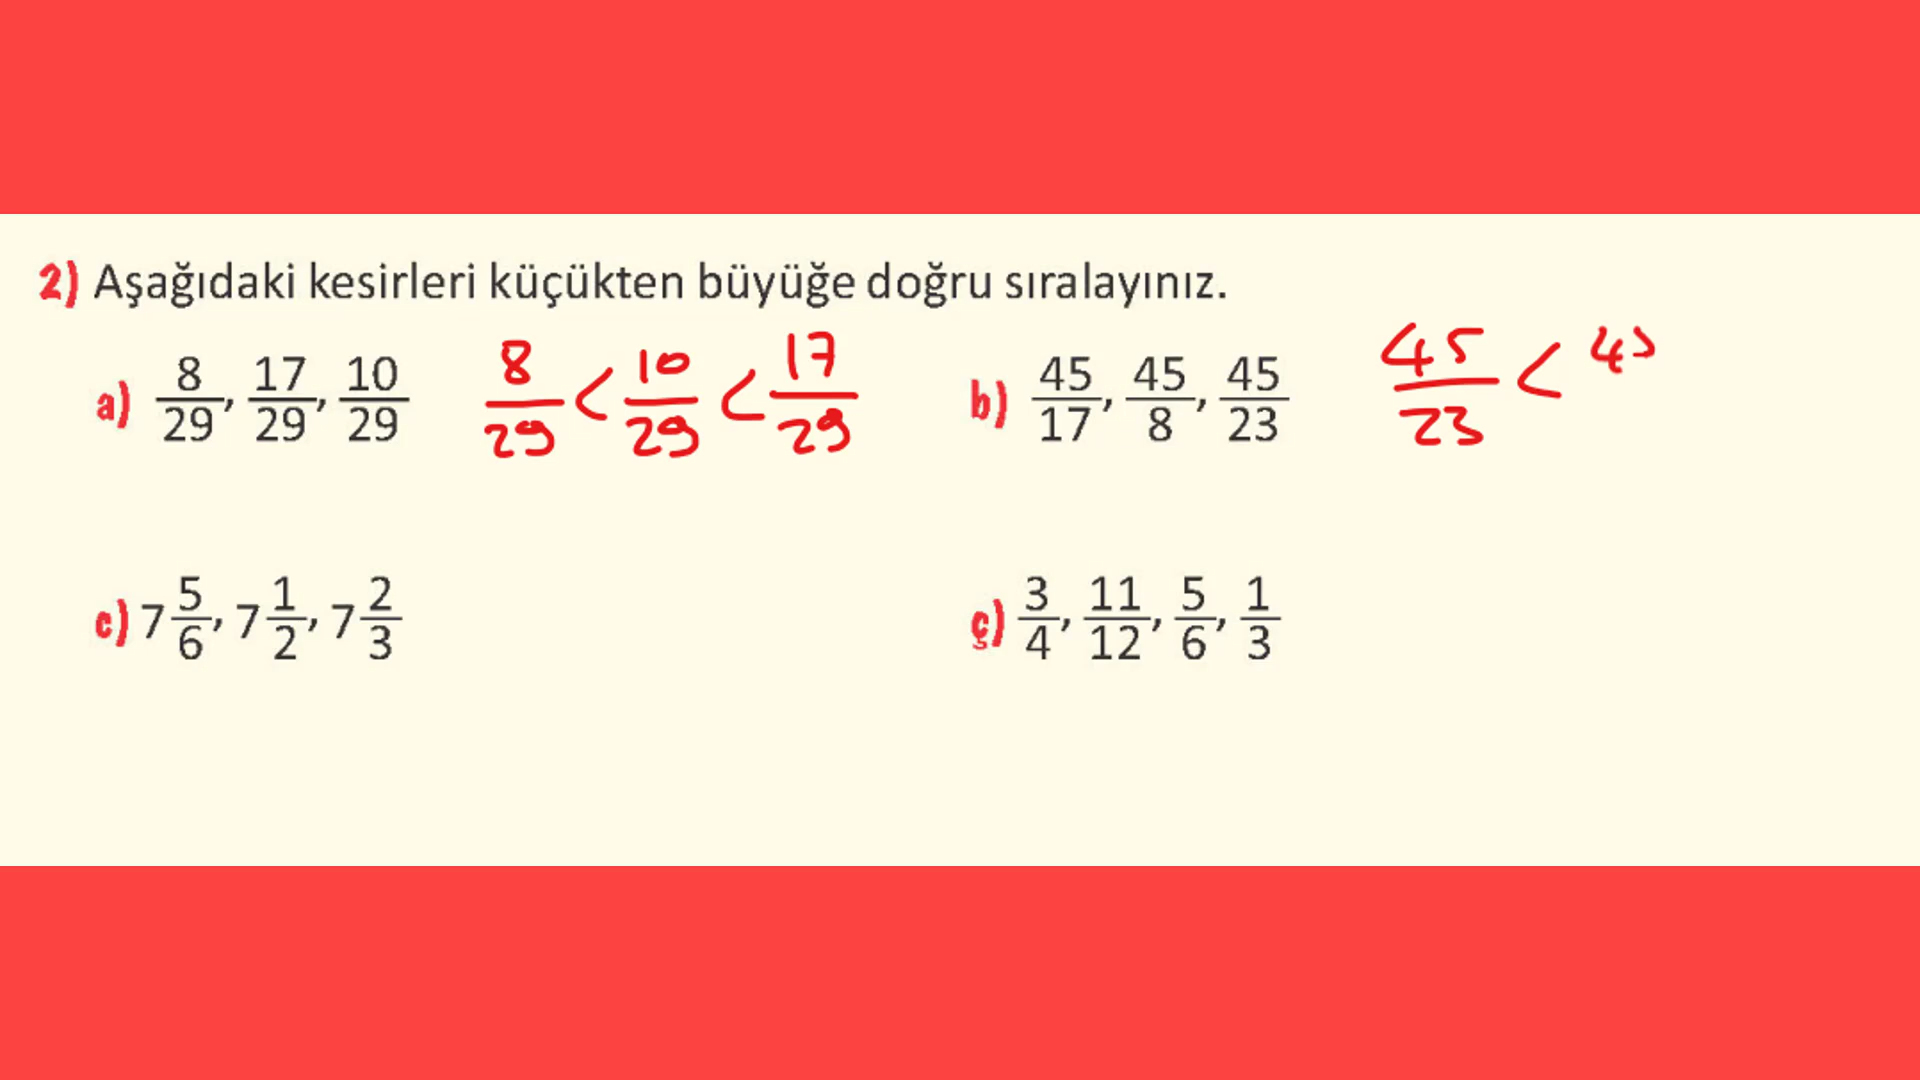 2) Aşağıdaki kesirleri küçükten büyüğe doğru sıralayınız.
a) 8/29, 17/29, 10/29 8/29 < 10/29 < 17/29
b) 45/17, 45/8, 45/23 45/23 < 45
c) 7 5/6, 7 1/2, 7 2/3
ç) 3/4, 11/12, 5/6, 1/3